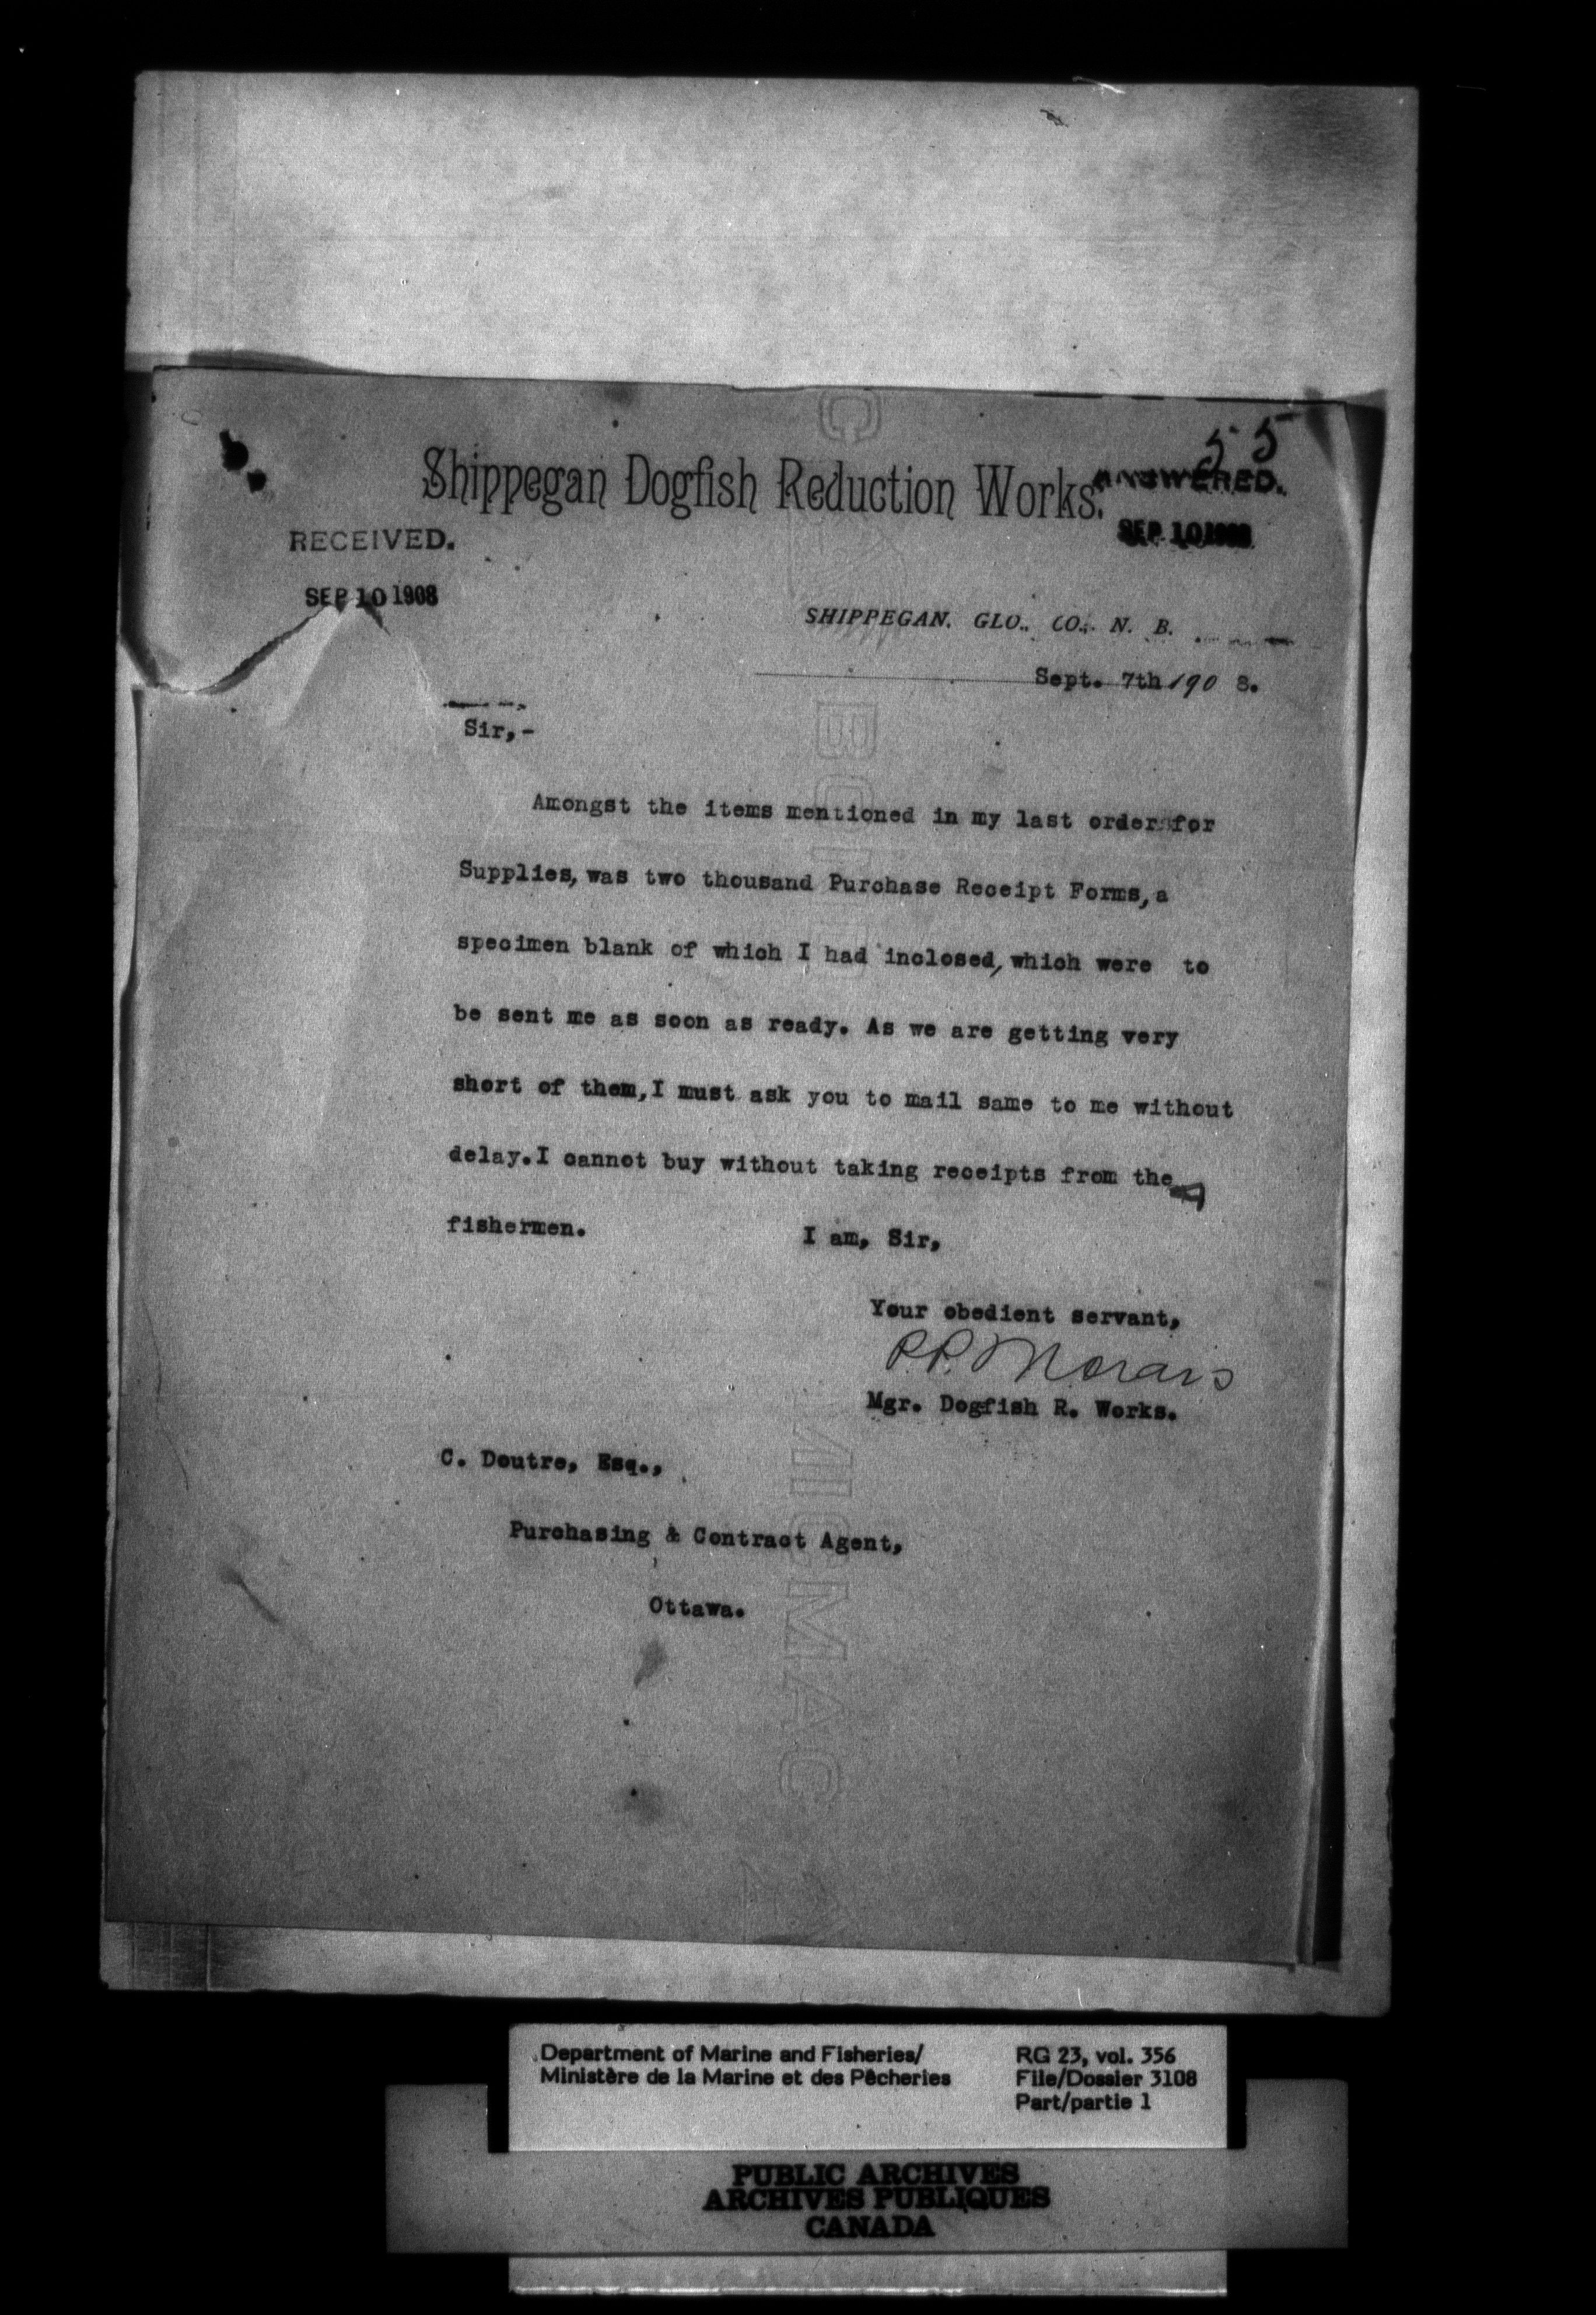 55
Shippegan Dogfish Reduction Works.
ANSWERED.
SEP 10 1908
RECEIVED.
SEP 10 1908
SHIPPEGAN, GLO., CO., N. B.
Sept. 7th 190 8.
Sir,-
Amongst the items mentioned in my last order for
Supplies, was two thousand Purchase Receipt Forms, a
specimen blank of which I had inclosed, which were to
be sent me as soon as ready. As we are getting very
short of them, I must ask you to mail same to me without
delay. I cannot buy without taking receipts from the
fishermen. I am, Sir,
Your obedient servant,
P.P. Morais
Mgr. Dogfish R. Works.
C. Doutre, Esq.,
Purchasing & Contract Agent,
Ottawa.
MICMAC
Department of Marine and Fisheries/
Ministère de la Marine et des Pêcheries
RG 23, vol. 356
File/Dossier 3108
Part/partie 1
PUBLIC ARCHIVES
ARCHIVES PUBLIQUES
CANADA